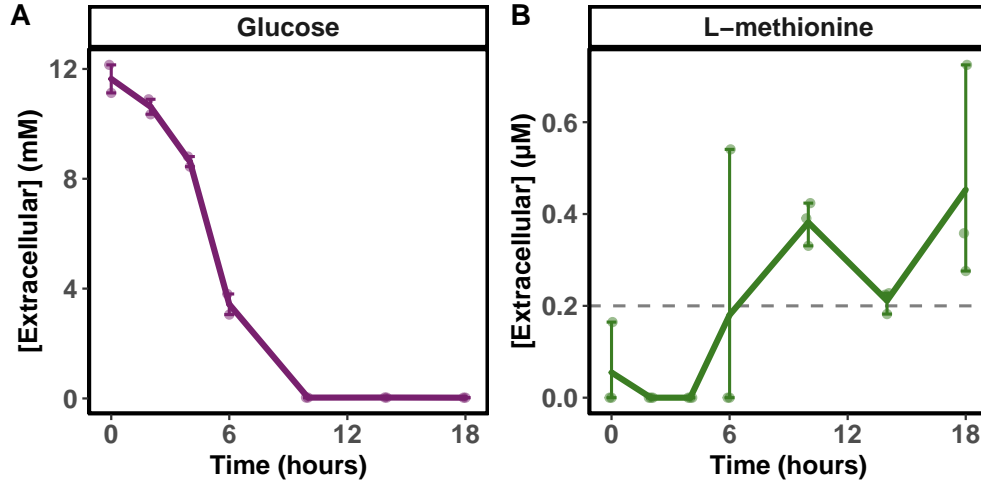 A
Glucose
[Extracellular] (mM)
12
8
4
0
0 6 12 18
Time (hours)
B
L−methionine
[Extracellular] (µM)
0.6
0.4
0.2
0.0
0 6 12 18
Time (hours)